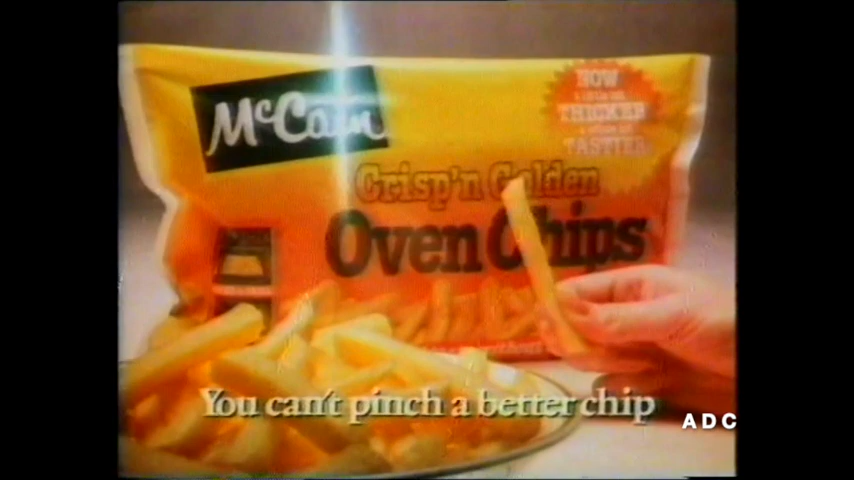 McCain
NOW
THICKER
TASTIER
Crisp'n Golden
Oven Chips
You can't pinch a better chip
ADC